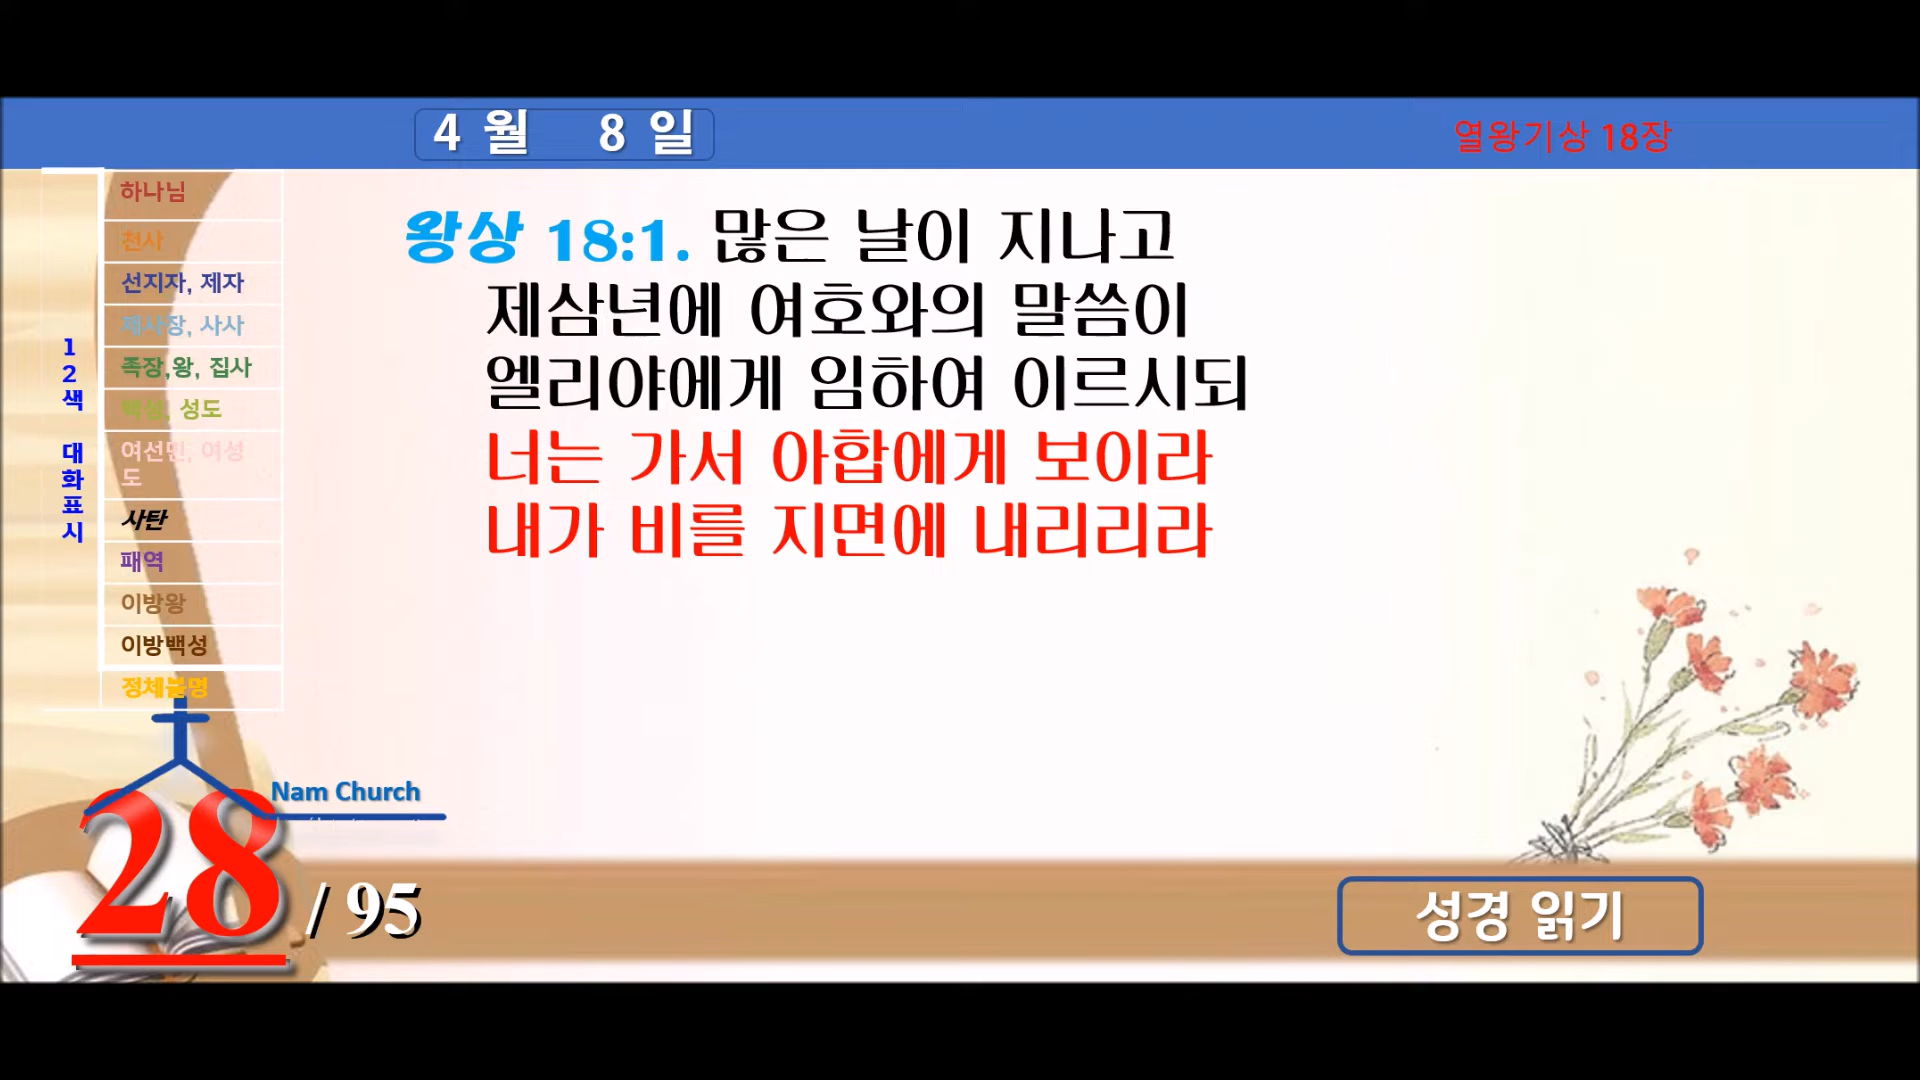 4 월 8 일
열왕기상 18장
하나님
천사
선지자, 제자
제사장, 사사
족장,왕, 집사
백성, 성도
여선민, 여성
도
사탄
패역
이방왕
이방백성
정체불명
12색 대화표시
왕상 18:1. 많은 날이 지나고
제삼년에 여호와의 말씀이
엘리야에게 임하여 이르시되
너는 가서 아합에게 보이라
내가 비를 지면에 내리리라
Nam Church
28 / 95
성경 읽기